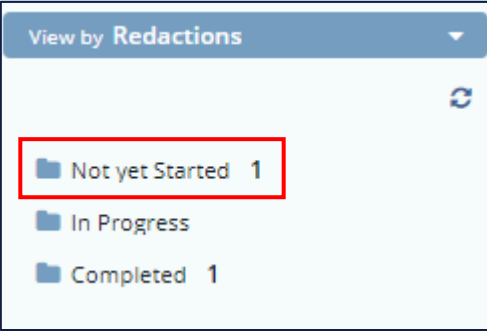 View by Redactions
Not yet Started 1
In Progress
Completed 1